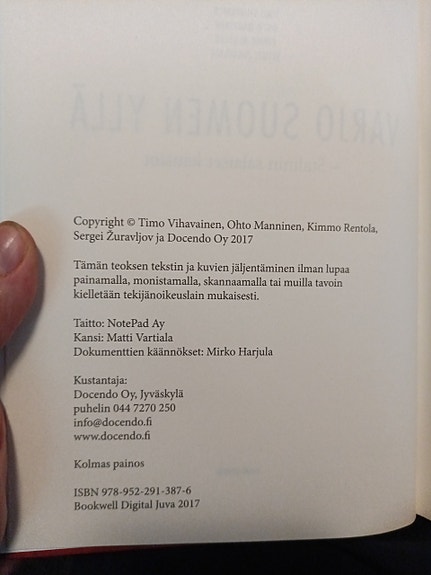 Copyright © Timo Vihavainen, Ohto Manninen, Kimmo Rentola,
Sergei Žuravljov ja Docendo Oy 2017
Tämän teoksen tekstin ja kuvien jäljentäminen ilman lupaa
painamalla, monistamalla, skannaamalla tai muilla tavoin
kielletään tekijänoikeuslain mukaisesti.
Taitto: NotePad Ay
Kansi: Matti Vartiala
Dokumenttien käännökset: Mirko Harjula
Kustantaja:
Docendo Oy, Jyväskylä
puhelin 044 7270 250
info@docendo.fi
www.docendo.fi
Kolmas painos
ISBN 978-952-291-387-6
Bookwell Digital Juva 2017